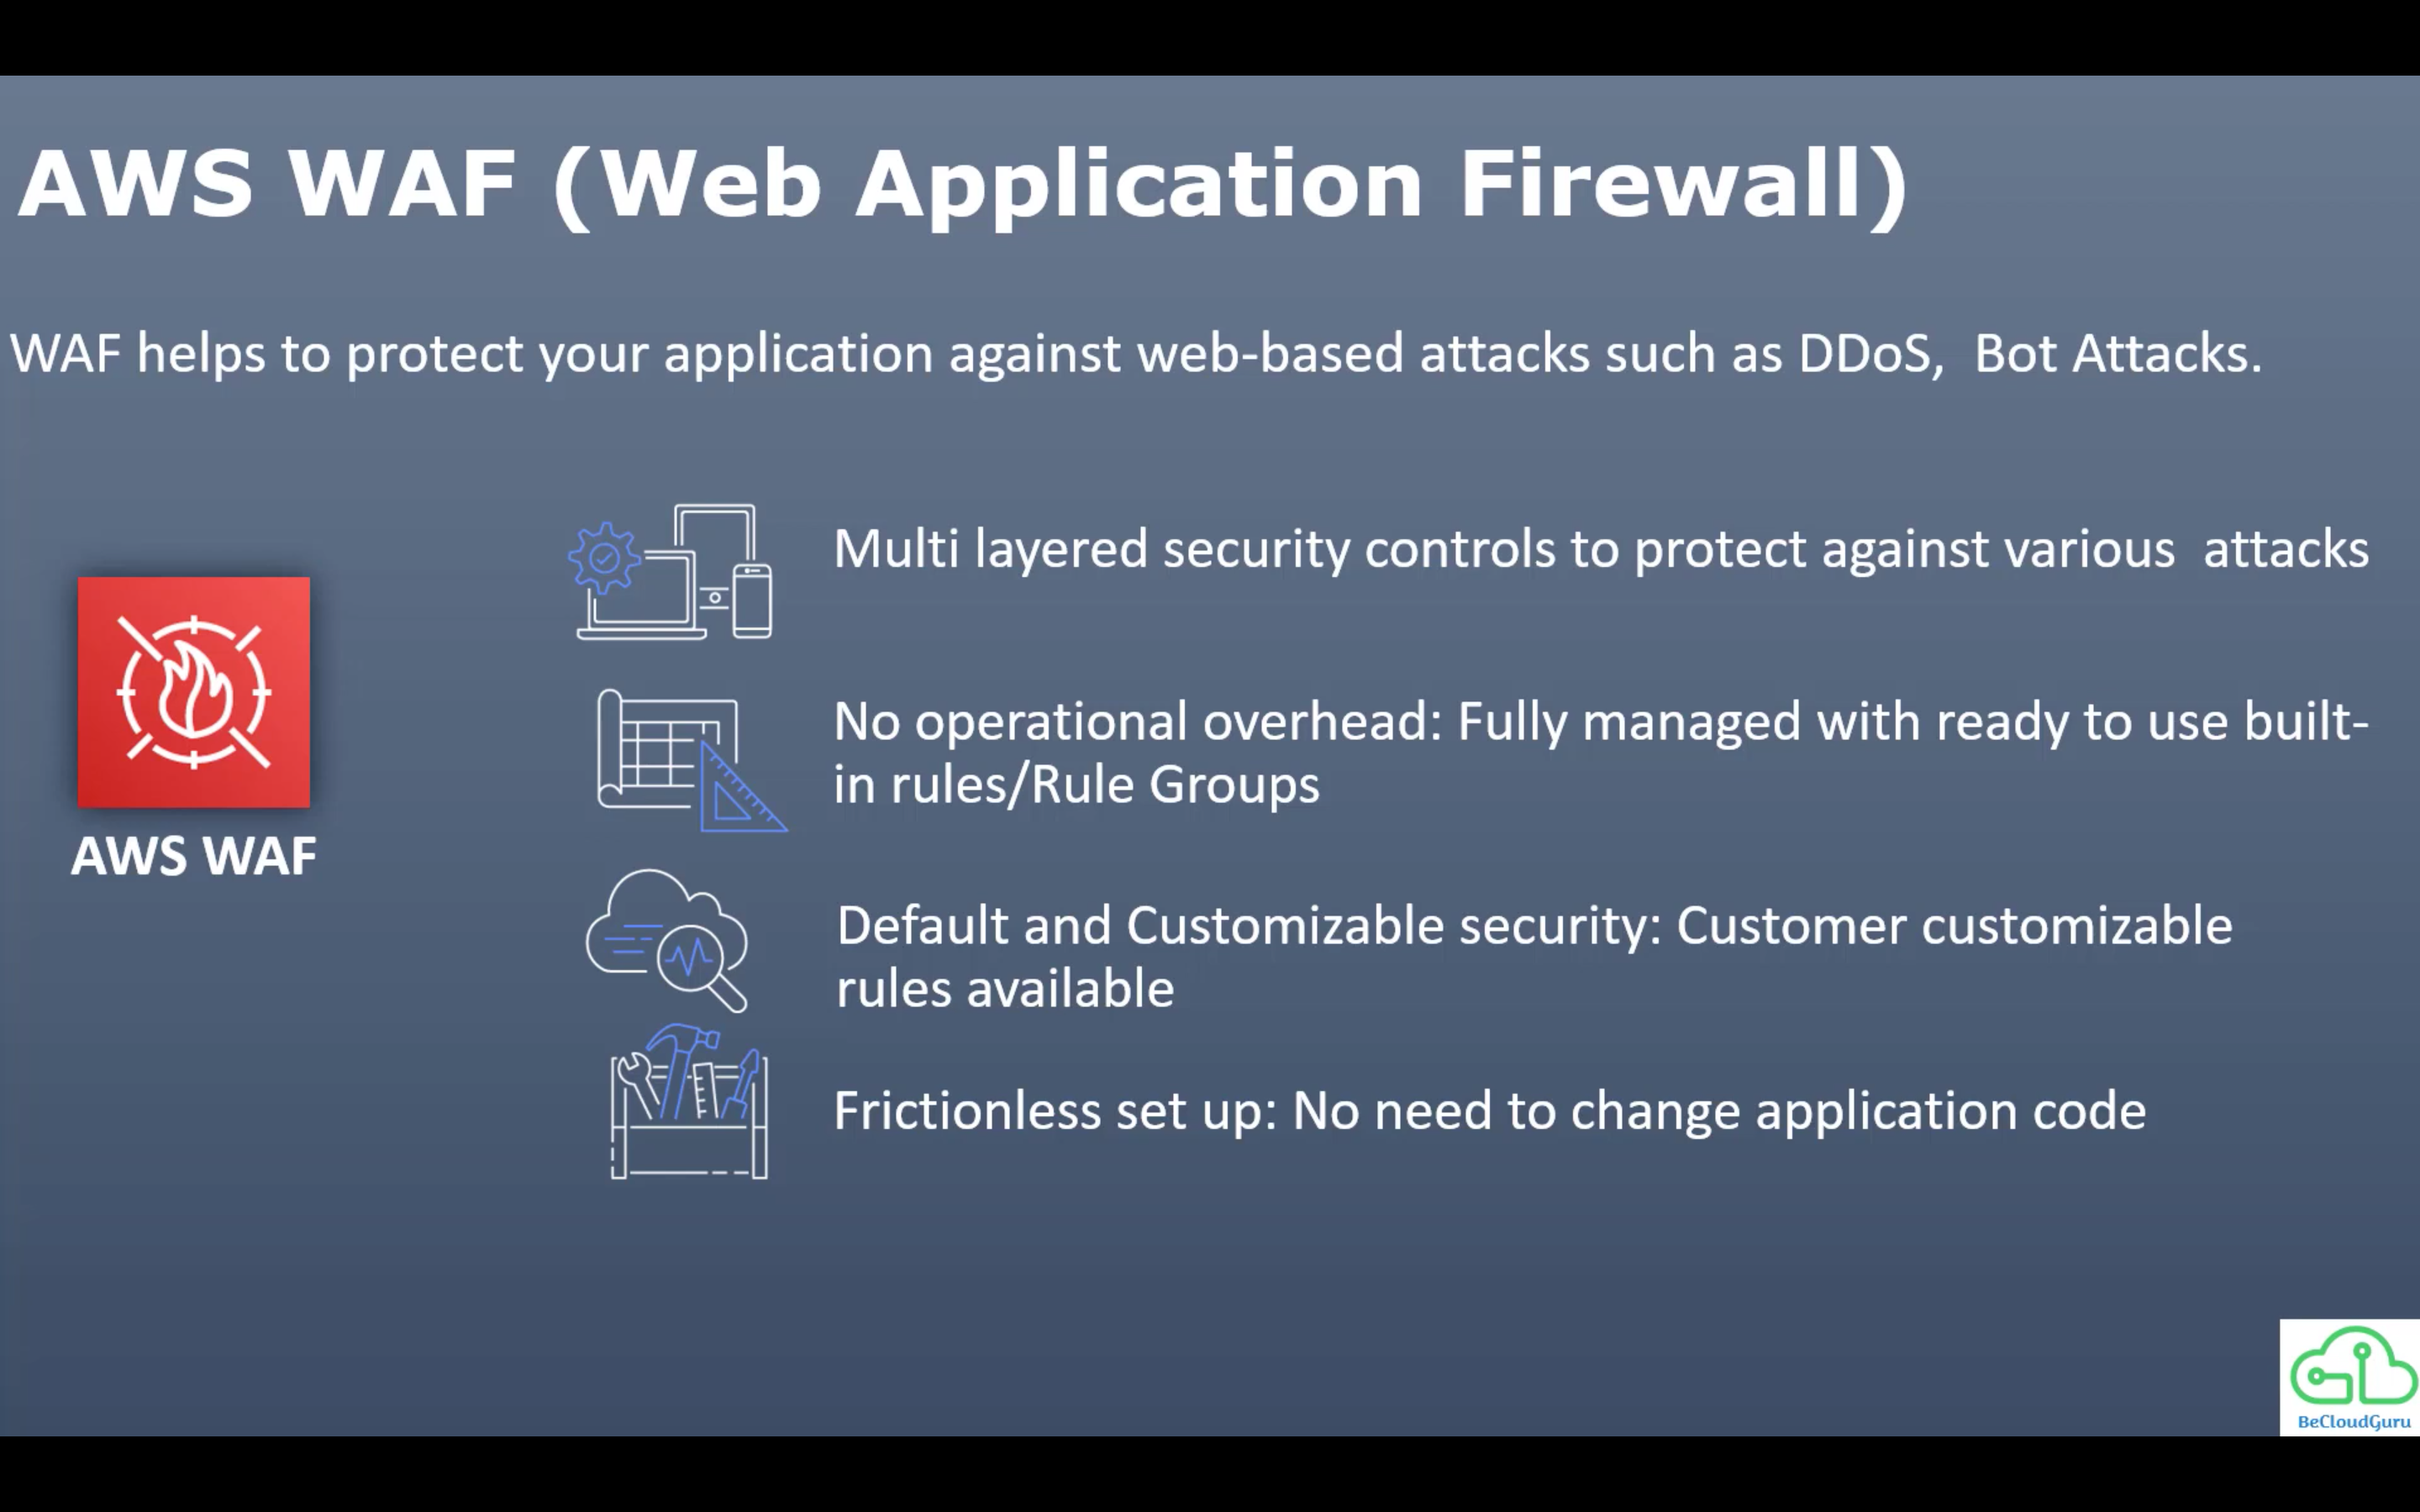 AWS WAF (Web Application Firewall)
WAF helps to protect your application against web-based attacks such as DDoS,  Bot Attacks.
Multi layered security controls to protect against various  attacks
No operational overhead: Fully managed with ready to use built-
in rules/Rule Groups
AWS WAF
Default and Customizable security: Customer customizable
rules available
Frictionless set up: No need to change application code
BeCloudGuru